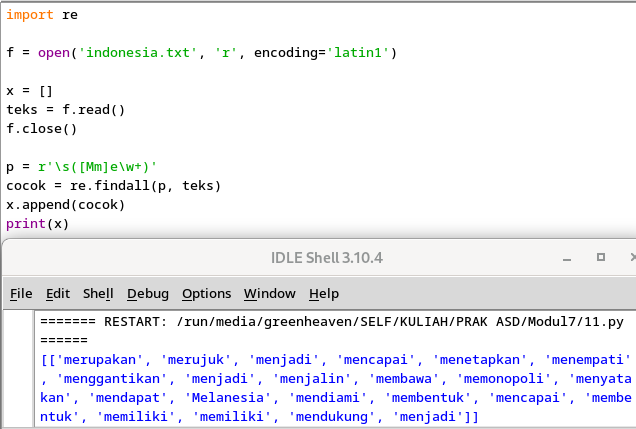 import re
f = open('indonesia.txt', 'r', encoding='latin1')
x = []
teks = f.read()
f.close()
p = r'\s([Mm]e\w+)'
cocok = re.findall(p, teks)
x.append(cocok)
print(x)
IDLE Shell 3.10.4
File Edit Shell Debug Options Window Help
======= RESTART: /run/media/greenheaven/SELF/KULIAH/PRAK ASD/Modul7/11.py
======
[['merupakan', 'merujuk', 'menjadi', 'mencapai', 'menetapkan', 'menempati'
, 'menggantikan', 'menjadi', 'menjalin', 'membawa', 'memonopoli', 'menyata
kan', 'mendapat', 'Melanesia', 'mendiami', 'membentuk', 'mencapai', 'membe
ntuk', 'memiliki', 'memiliki', 'mendukung', 'menjadi']]